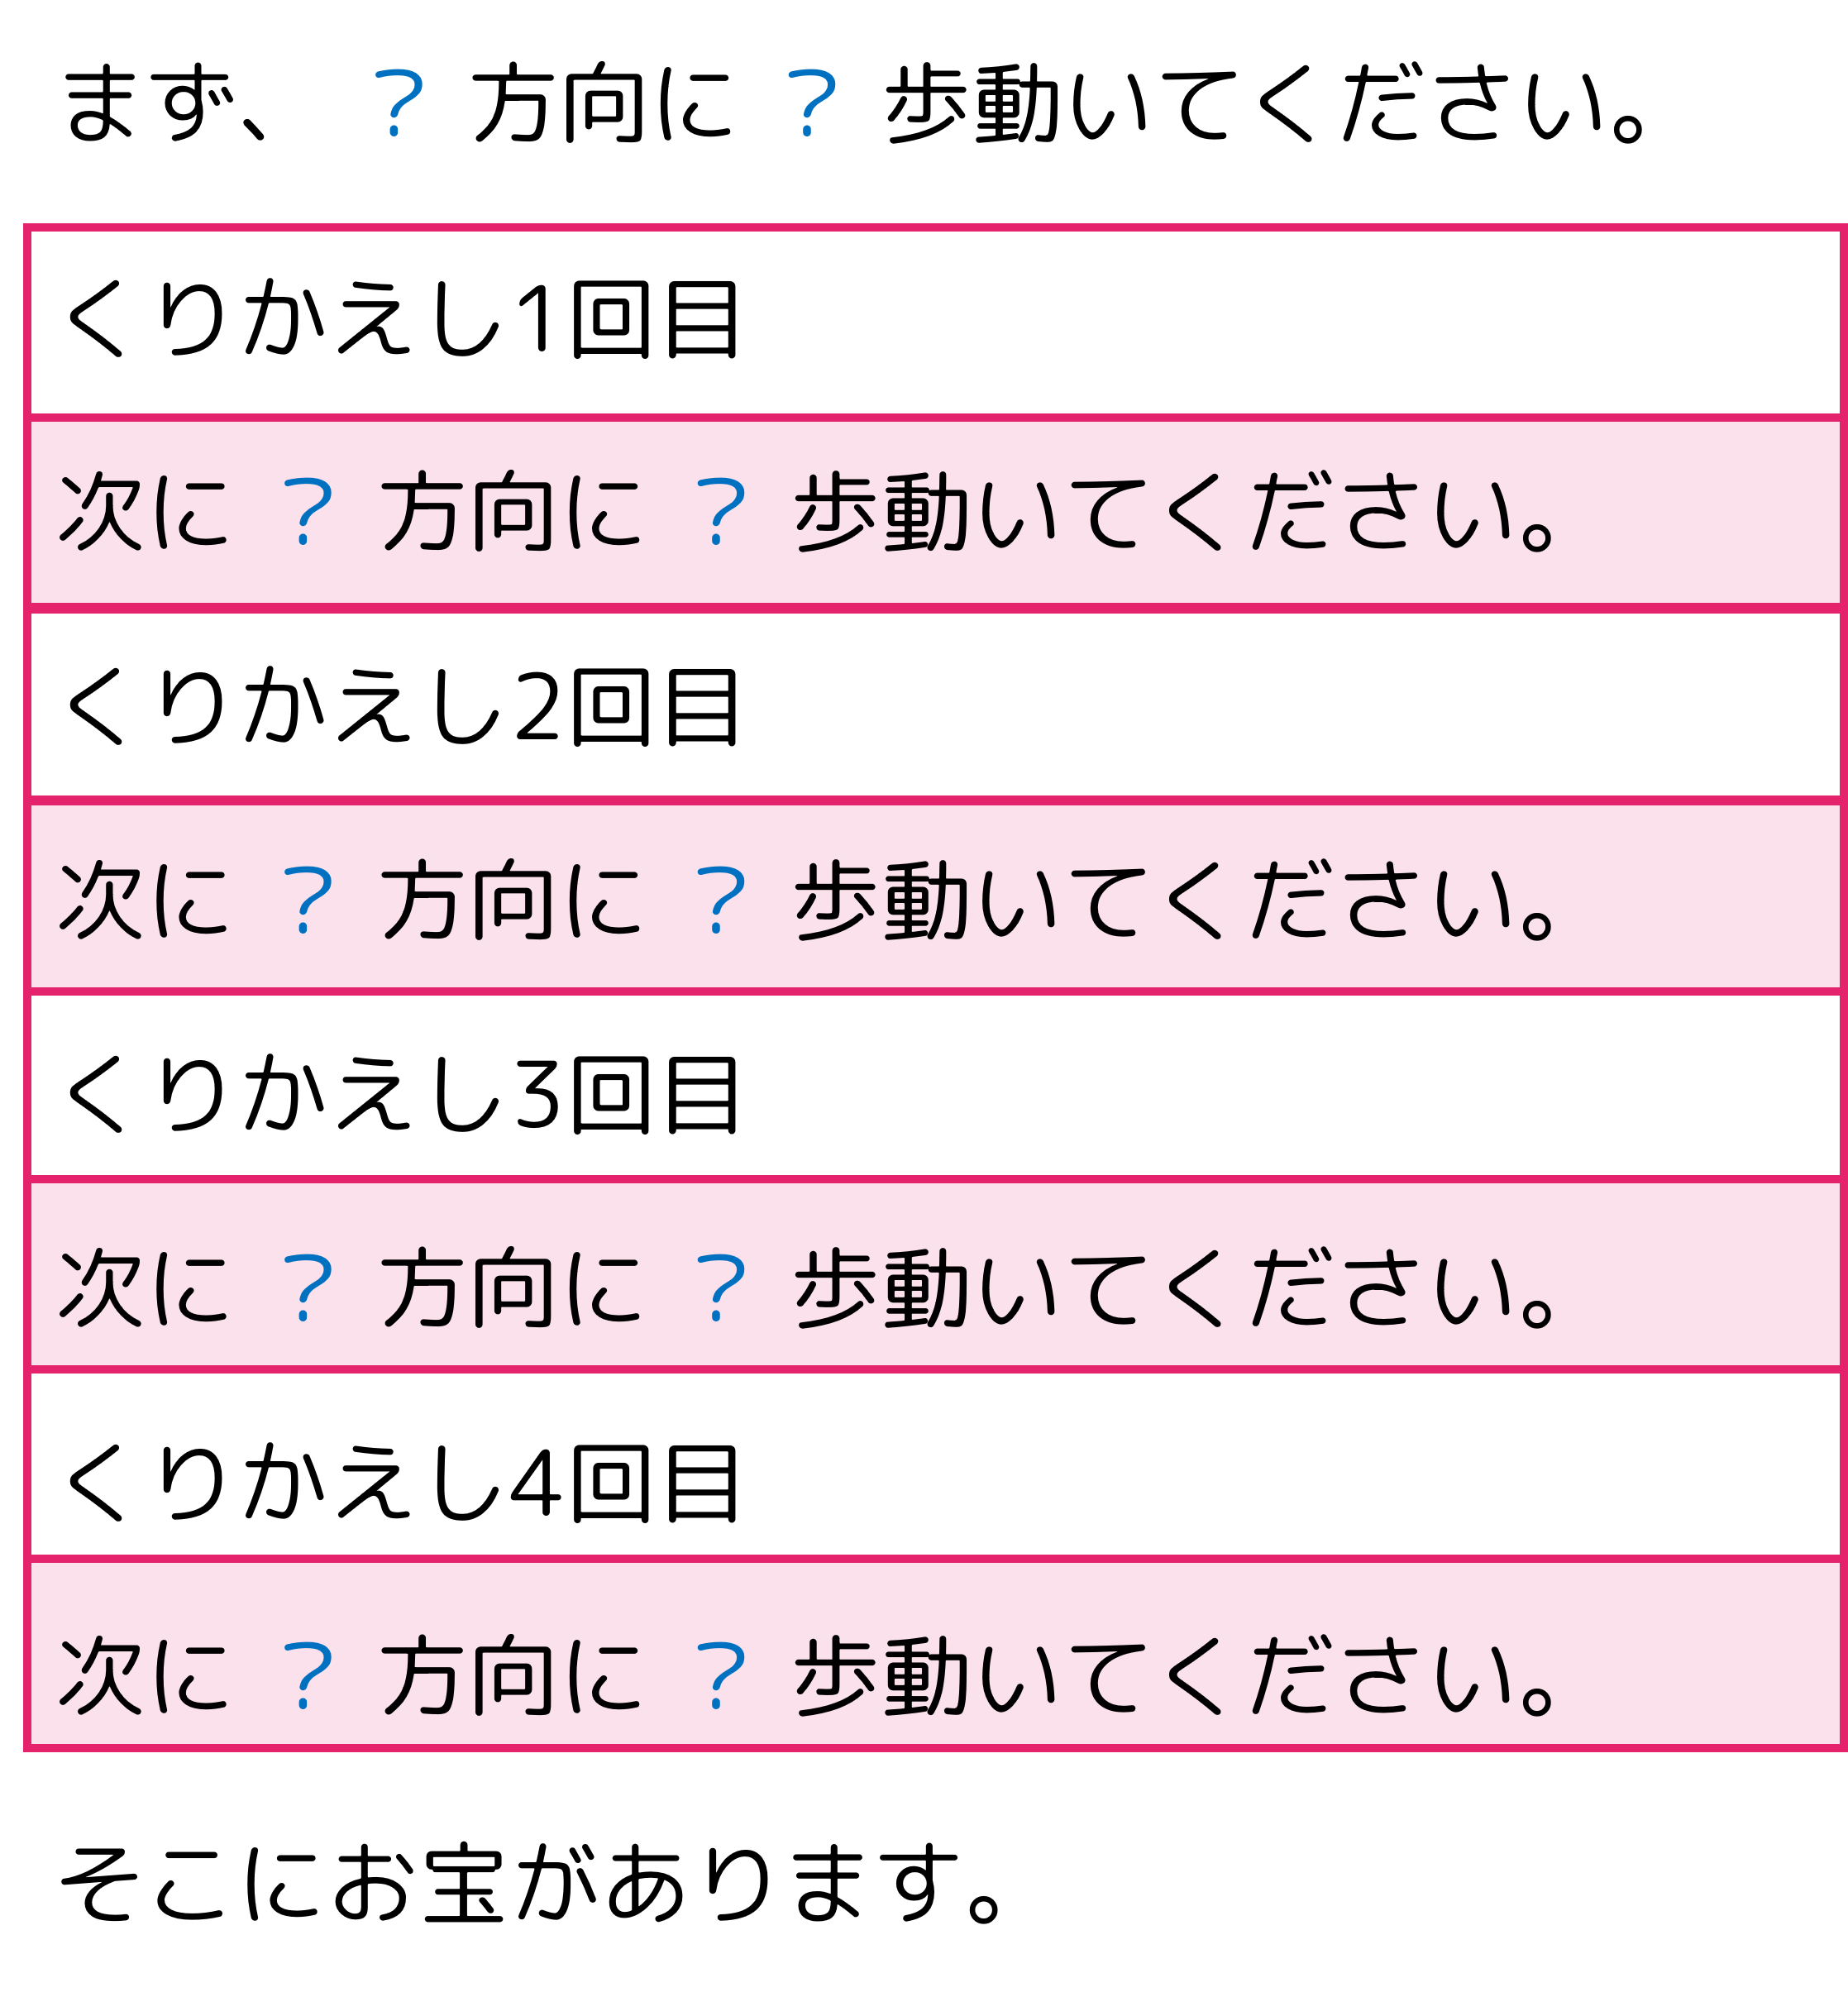 まず、 ? 方向に ? 歩動いてください。
くりかえし1回目
次に ? 方向に ? 歩動いてください。
くりかえし2回目
次に ? 方向に ? 歩動いてください。
くりかえし3回目
次に ? 方向に ? 歩動いてください。
くりかえし4回目
次に ? 方向に ? 歩動いてください。
そこにお宝があります。